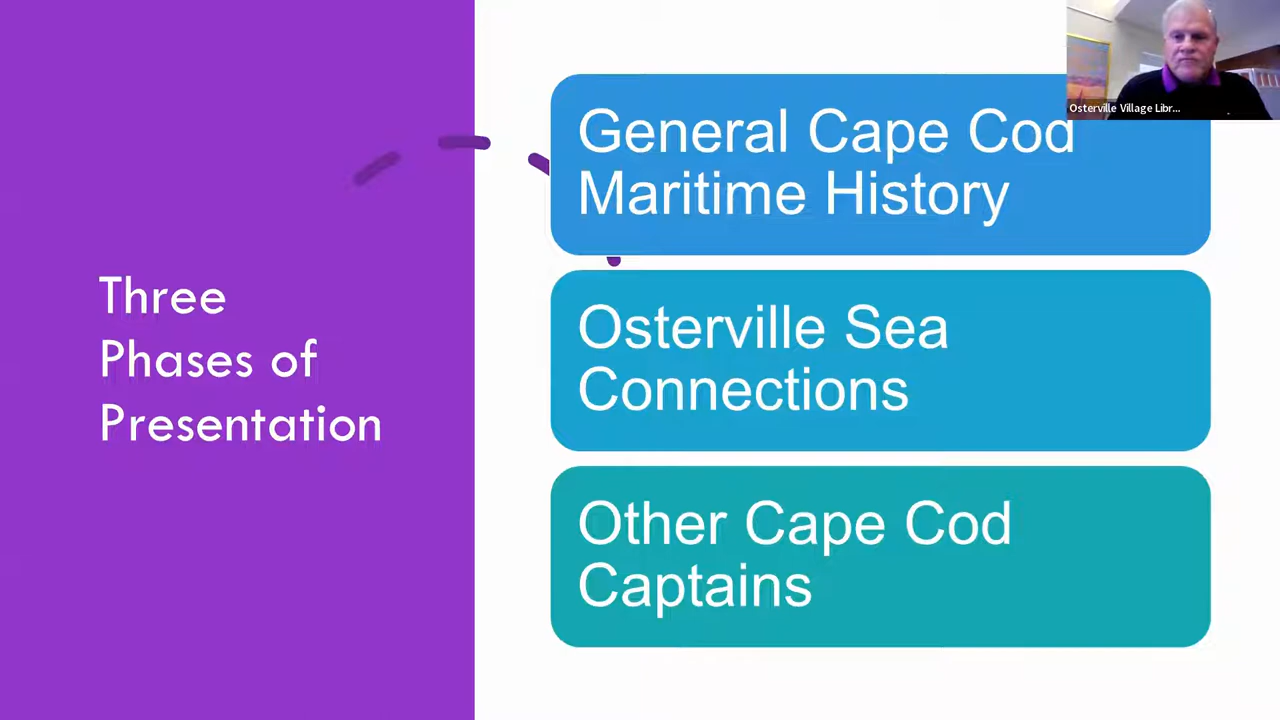 Three
Phases of
Presentation
General Cape Cod
Maritime History
Osterville Sea
Connections
Other Cape Cod
Captains
Osterville Village Libr...